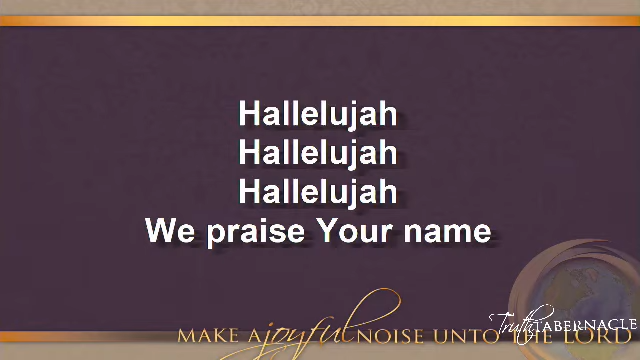 Hallelujah
Hallelujah
Hallelujah
We praise Your name
Truth TABERNACLE
MAKE A joyful NOISE UNTO THE LORD